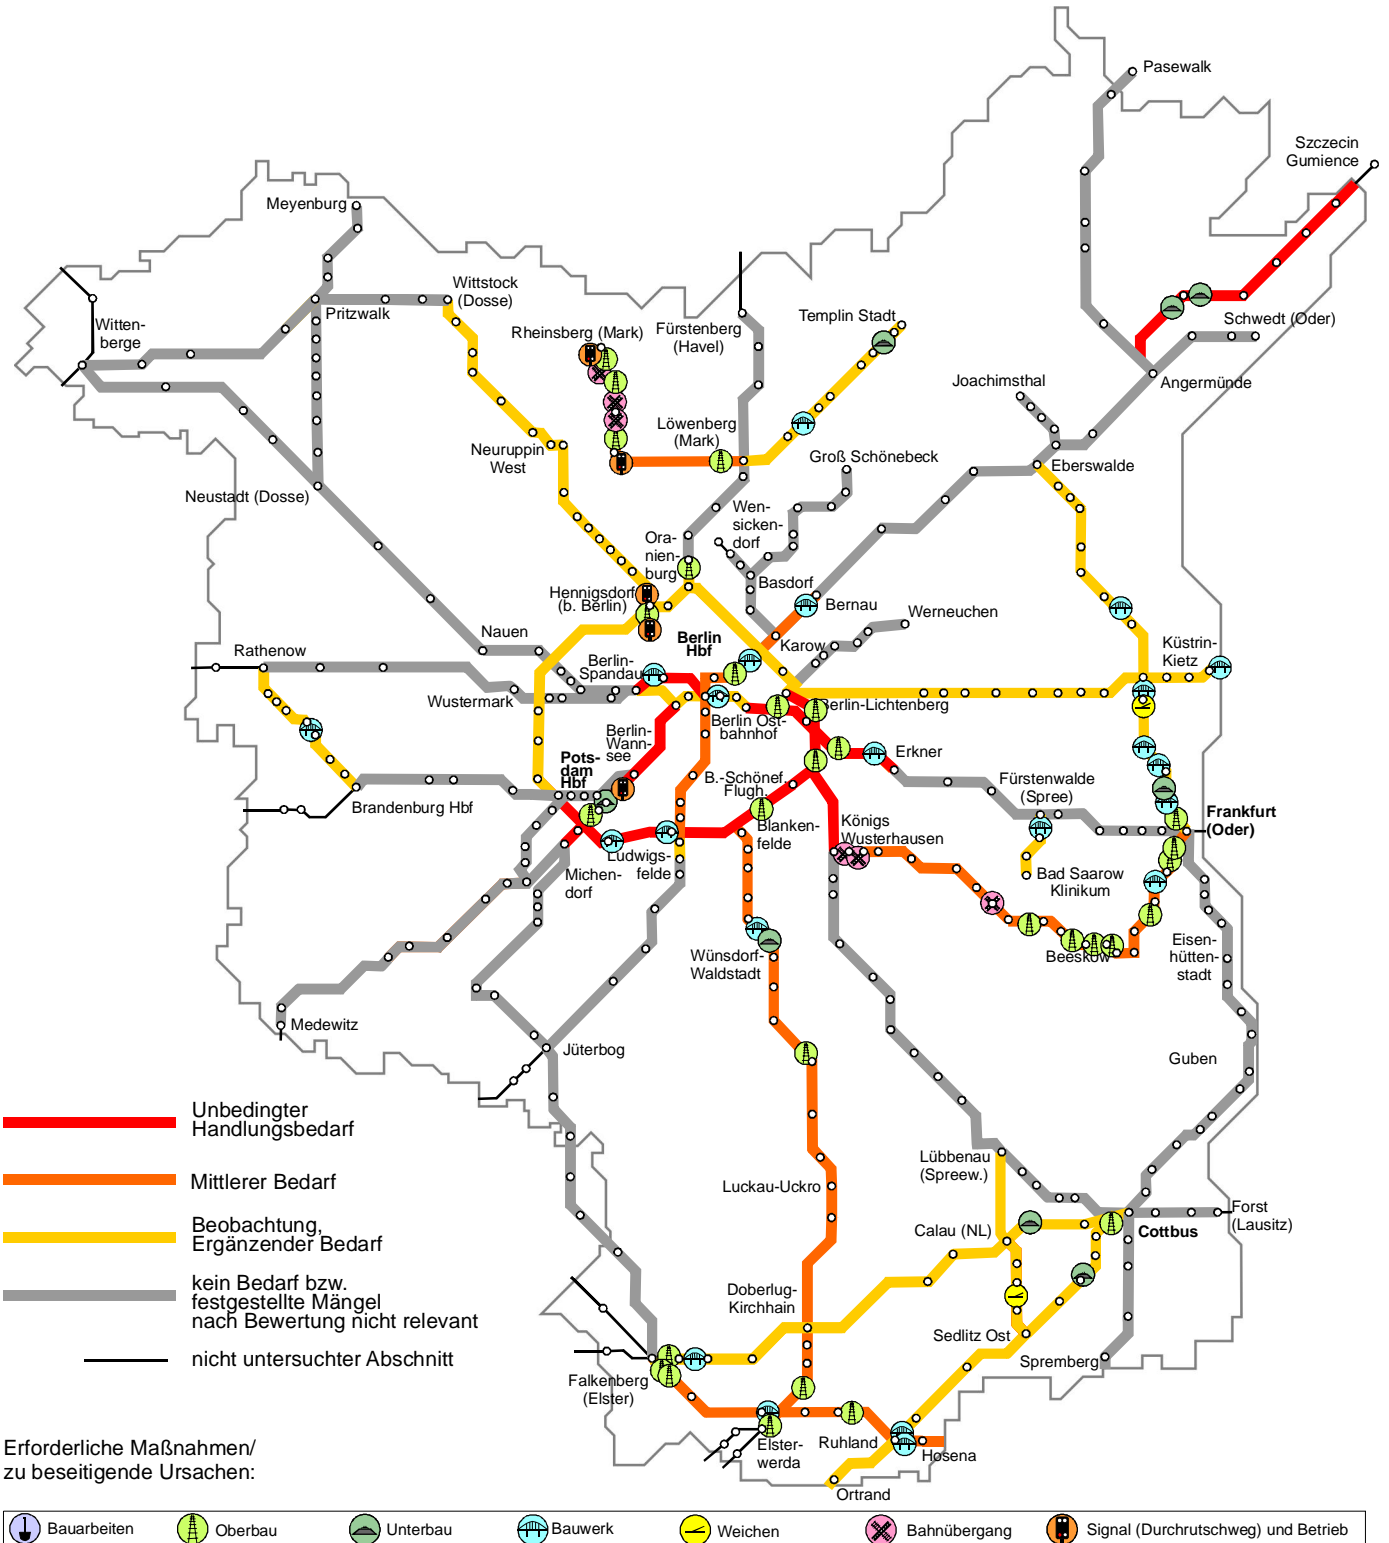 Pasewalk
Szczecin
Gumience
Meyenburg
Wittstock
(Dosse)
Pritzwalk
Witten-
berge
Rheinsberg (Mark)
Fürstenberg
(Havel)
Templin Stadt
Schwedt (Oder)
Joachimsthal
Angermünde
Neuruppin
West
Löwenberg
(Mark)
Groß Schönebeck
Eberswalde
Neustadt (Dosse)
Wen-
sicken-
dorf
Ora-
nien-
burg
Basdorf
Hennigsdorf
(b. Berlin)
Bernau
Werneuchen
Nauen
Berlin
Hbf
Karow
Küstrin-
Kietz
Rathenow
Berlin-
Spandau
Wustermark
Berlin-Lichtenberg
Berlin Ost-
bahnhof
Berlin-
Wann-
see
Erkner
Pots-
dam
Hbf
B.-Schönef.
Flugh.
Fürstenwalde
(Spree)
Brandenburg Hbf
Frankfurt
(Oder)
Blanken-
felde
Königs
Wusterhausen
Ludwigs-
felde
Michen-
dorf
Bad Saarow
Klinikum
Wünsdorf-
Waldstadt
Beeskow
Eisen-
hütten-
stadt
Medewitz
Jüterbog
Guben
Unbedingter
Handlungsbedarf
Mittlerer Bedarf
Beobachtung,
Ergänzender Bedarf
kein Bedarf bzw.
festgestellte Mängel
nach Bewertung nicht relevant
nicht untersuchter Abschnitt
Lübbenau
(Spreew.)
Luckau-Uckro
Calau (NL)
Forst
(Lausitz)
Cottbus
Doberlug-
Kirchhain
Sedlitz Ost
Spremberg
Falkenberg
(Elster)
Elster-
werda
Ruhland
Hosena
Ortrand
Erforderliche Maßnahmen/
zu beseitigende Ursachen:
Bauarbeiten
Oberbau
Unterbau
Bauwerk
Weichen
Bahnübergang
Signal (Durchrutschweg) und Betrieb